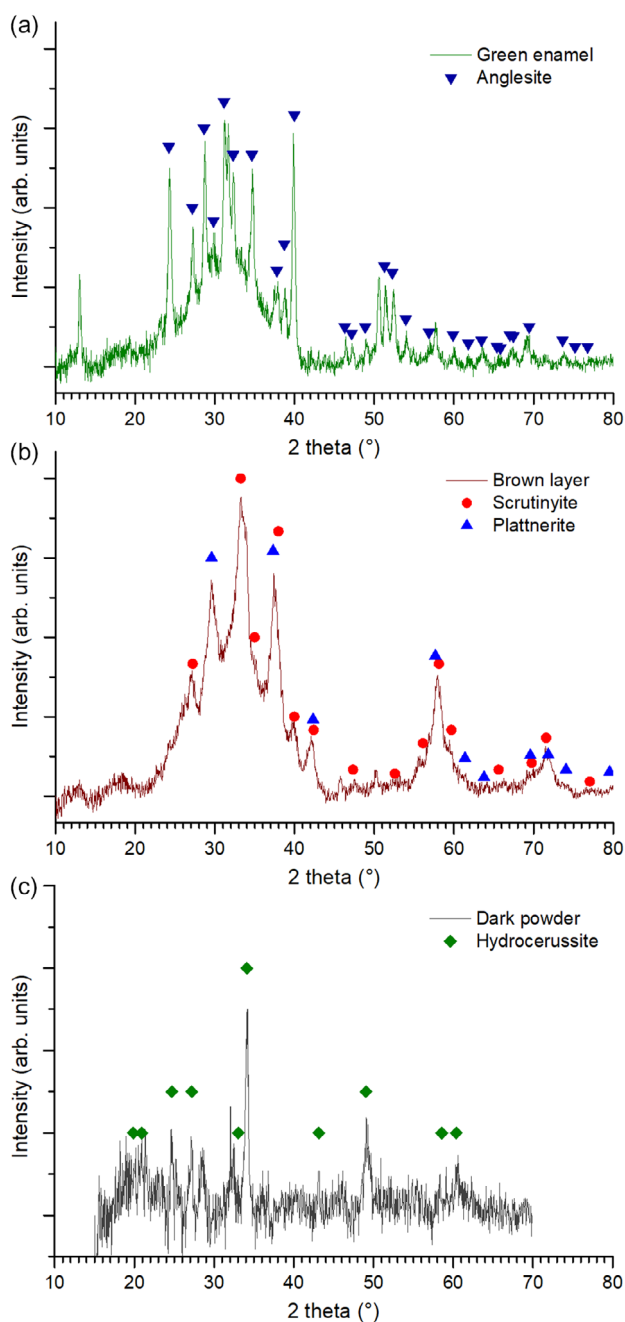 (a)
Green enamel
Anglesite
Intensity (arb. units)
10 20 30 40 50 60 70 80
2 theta (°)
(b)
Brown layer
Scrutinyite
Plattnerite
Intensity (arb. units)
10 20 30 40 50 60 70 80
2 theta (°)
(c)
Dark powder
Hydrocerussite
Intensity (arb. units)
10 20 30 40 50 60 70 80
2 theta (°)